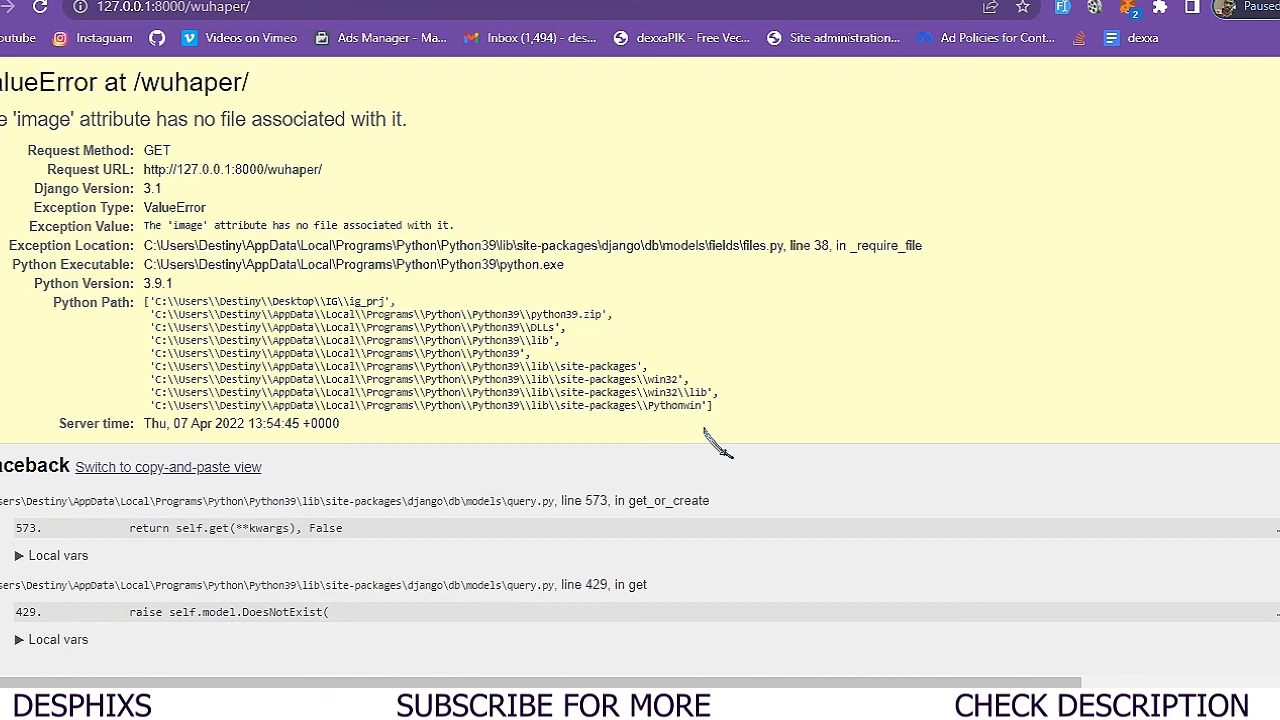 127.0.0.1:8000/wuhaper/
2
Paused
outube Instaguam Videos on Vimeo Ads Manager - Ma... Inbox (1,494) - des... dexxaPIK - Free Vec... Site administration... Ad Policies for Cont... dexxa
alueError at /wuhaper/
e 'image' attribute has no file associated with it.
Request Method: GET
Request URL: http://127.0.0.1:8000/wuhaper/
Django Version: 3.1
Exception Type: ValueError
Exception Value: The 'image' attribute has no file associated with it.
Exception Location: C:\Users\Destiny\AppData\Local\Programs\Python\Python39\lib\site-packages\django\db\models\fields\files.py, line 38, in _require_file
Python Executable: C:\Users\Destiny\AppData\Local\Programs\Python\Python39\python.exe
Python Version: 3.9.1
Python Path: ['C:\\Users\\Destiny\\Desktop\\IG\\ig_prj',
'C:\\Users\\Destiny\\AppData\\Local\\Programs\\Python\\Python39\\python39.zip',
'C:\\Users\\Destiny\\AppData\\Local\\Programs\\Python\\Python39\\DLLs',
'C:\\Users\\Destiny\\AppData\\Local\\Programs\\Python\\Python39\\lib',
'C:\\Users\\Destiny\\AppData\\Local\\Programs\\Python\\Python39',
'C:\\Users\\Destiny\\AppData\\Local\\Programs\\Python\\Python39\\lib\\site-packages',
'C:\\Users\\Destiny\\AppData\\Local\\Programs\\Python\\Python39\\lib\\site-packages\\win32',
'C:\\Users\\Destiny\\AppData\\Local\\Programs\\Python\\Python39\\lib\\site-packages\\win32\\lib',
'C:\\Users\\Destiny\\AppData\\Local\\Programs\\Python\\Python39\\lib\\site-packages\\Pythonwin']
Server time: Thu, 07 Apr 2022 13:54:45 +0000
aceback Switch to copy-and-paste view
ers\Destiny\AppData\Local\Programs\Python\Python39\lib\site-packages\django\db\models\query.py, line 573, in get_or_create
573. return self.get(**kwargs), False
▶ Local vars
ers\Destiny\AppData\Local\Programs\Python\Python39\lib\site-packages\django\db\models\query.py, line 429, in get
429. raise self.model.DoesNotExist(
▶ Local vars
DESPHIXS SUBSCRIBE FOR MORE CHECK DESCRIPTION